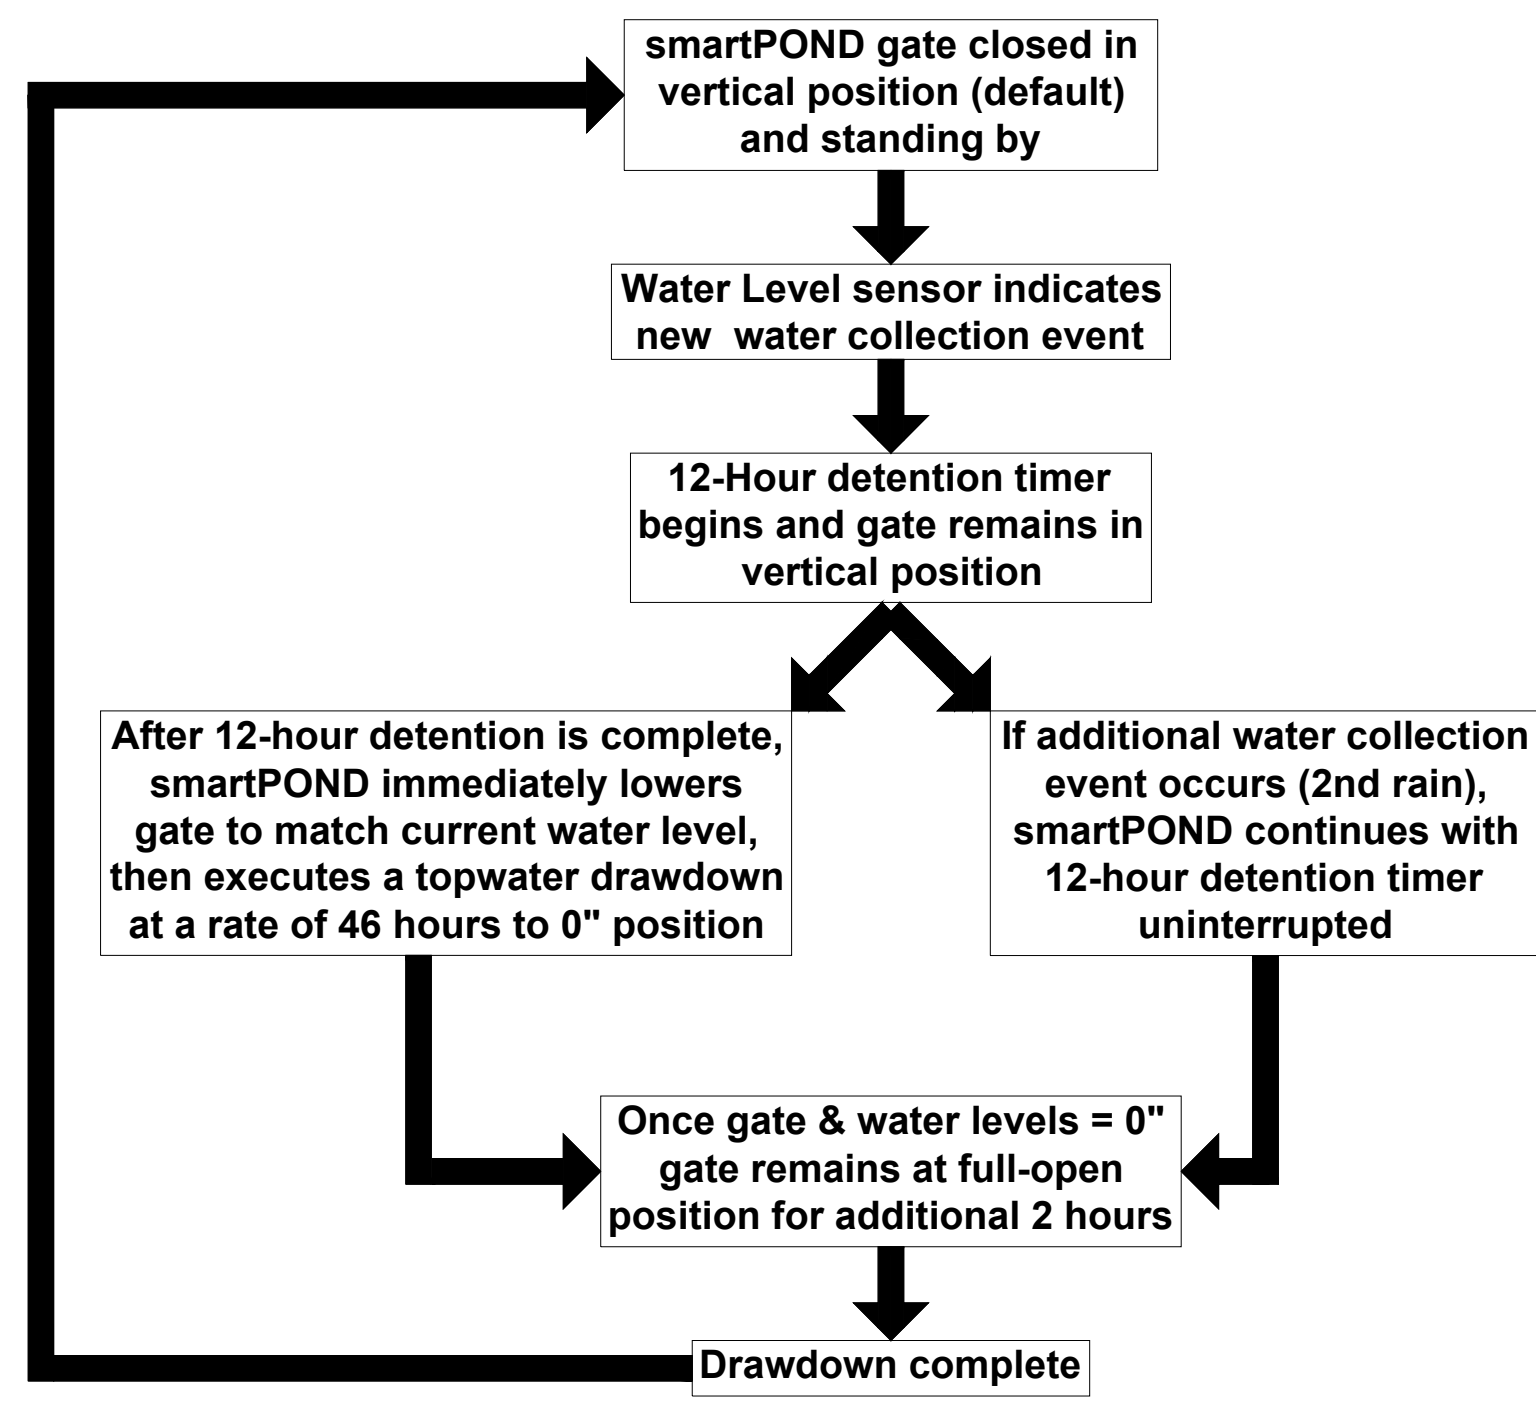 smartPOND gate closed in
vertical position (default)
and standing by
Water Level sensor indicates
new  water collection event
12-Hour detention timer
begins and gate remains in
vertical position
After 12-hour detention is complete,
smartPOND immediately lowers
gate to match current water level,
then executes a topwater drawdown
at a rate of 46 hours to 0" position
If additional water collection
event occurs (2nd rain),
smartPOND continues with
12-hour detention timer
uninterrupted
Once gate & water levels = 0"
gate remains at full-open
position for additional 2 hours
Drawdown complete